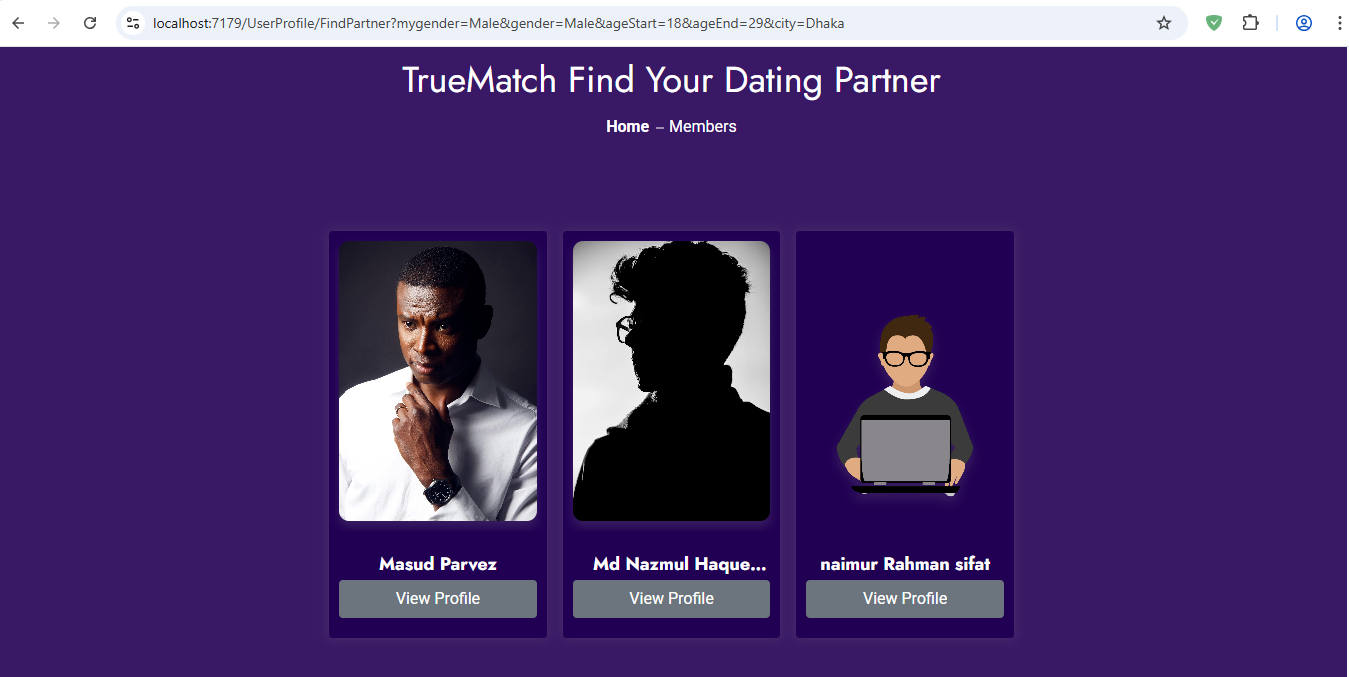 localhost:7179/UserProfile/FindPartner?mygender=Male&gender=Male&ageStart=18&ageEnd=29&city=Dhaka
TrueMatch Find Your Dating Partner
Home – Members
Masud Parvez
Md Nazmul Haque...
naimur Rahman sifat
View Profile
View Profile
View Profile